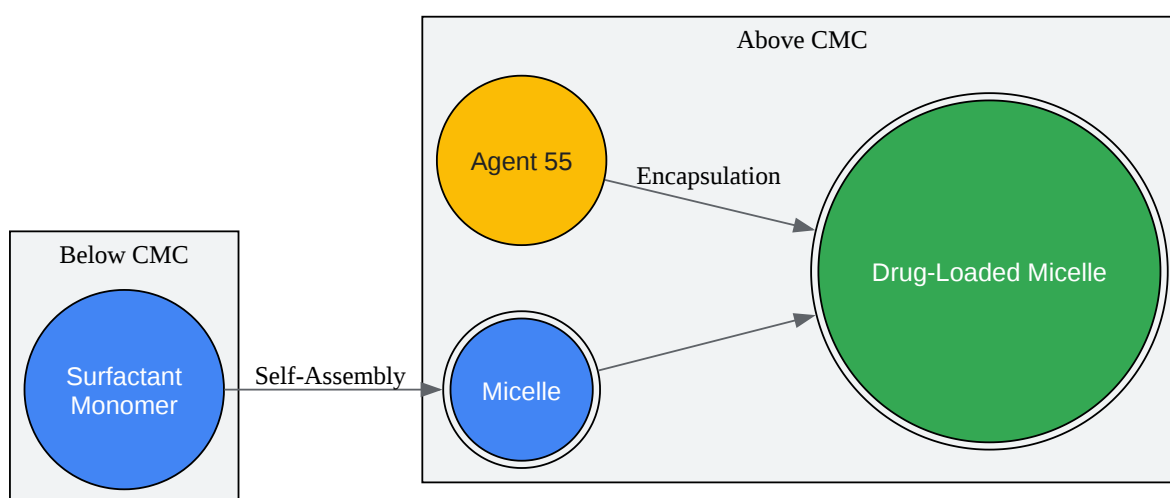 Above CMC
Agent 55
Encapsulation
Drug-Loaded Micelle
Below CMC
Surfactant
Monomer
Self-Assembly
Micelle